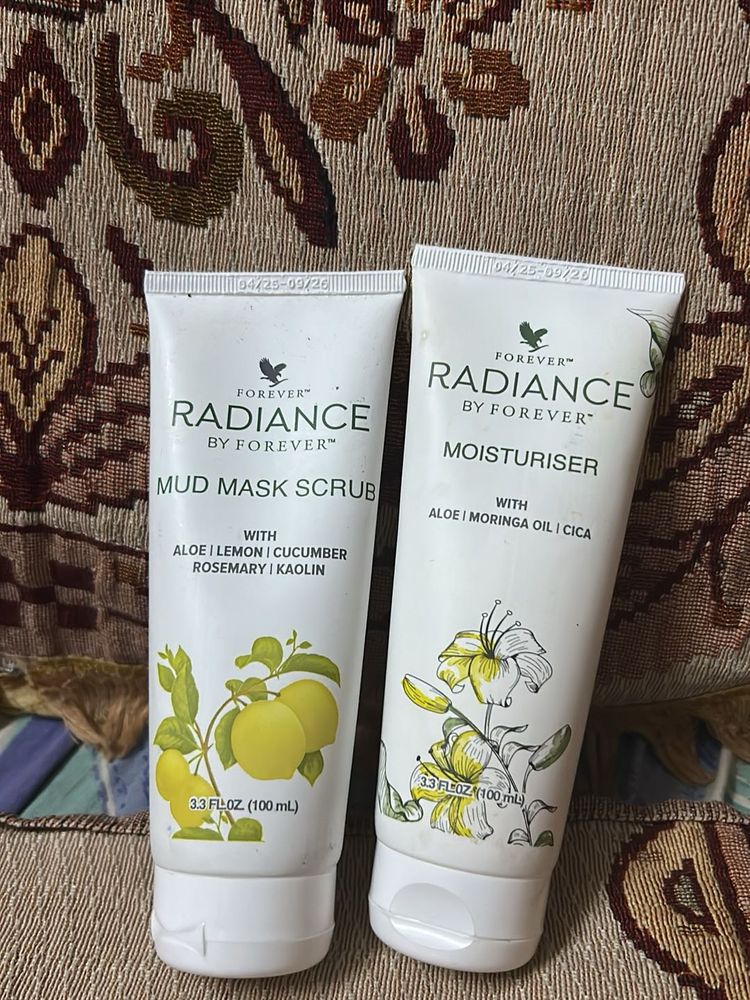 04/25-09/26
FOREVER™
RADIANCE
BY FOREVER™
MUD MASK SCRUB
WITH
ALOE | LEMON | CUCUMBER
ROSEMARY | KAOLIN
3.3 FL.OZ. (100 mL)
04/25-09/26
FOREVER™
RADIANCE
BY FOREVER™
MOISTURISER
WITH
ALOE | MORINGA OIL | CICA
3.3 FL.OZ. (100 mL)